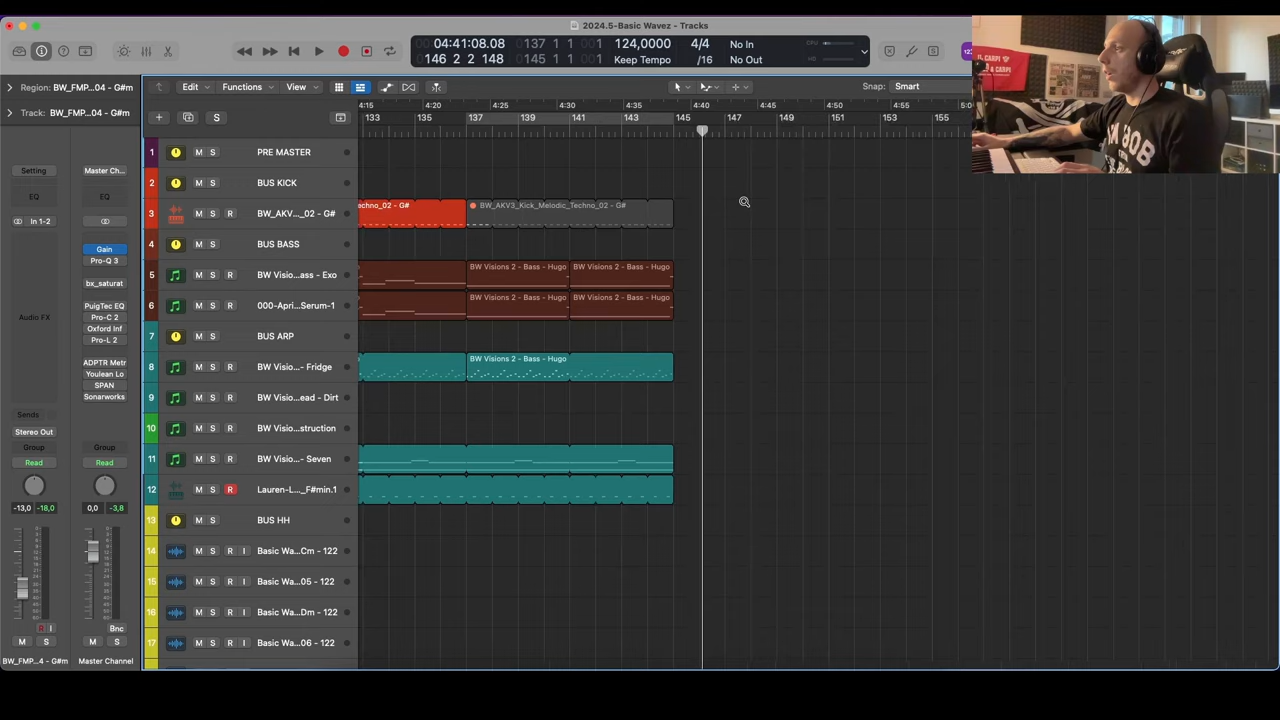 2024.5-Basic Wavez - Tracks
04:41:08.08
146 2 2 148
0137 1 1 001
0145 1 1 001
124,0000
Keep Tempo
4/4
/16
No In
No Out
CPU
Region: BW_FMP...04 - G#m
Track: BW_FMP...04 - G#m
Edit
Functions
View
Snap:
Smart
4:15
4:20
4:25
4:30
4:35
4:40
4:45
4:50
4:55
133
135
137
139
141
143
145
147
149
151
153
155
S
Setting
Master Ch...
EQ
EQ
In 1-2
Audio FX
Gain
Pro-Q 3
bx_saturat
PuigTec EQ
Pro-C 2
Oxford Inf
Pro-L 2
ADPTR Metr
Youlean Lo
SPAN
Sonarworks
Sends
Stereo Out
Group
Group
Read
Read
-13,0
-18,0
0,0
-3,8
R I
Bnc
M S
M S
BW_FMP...4 - G#m
Master Channel
1 M S PRE MASTER
2 M S BUS KICK
3 M S BW_AKV..._02 - G#
echno_02 - G#
BW_AKV3_Kick_Melodic_Techno_02 - G#
4 M S BUS BASS
5 M S R BW Visio...ass - Exo
BW Visions 2 - Bass - Hugo
BW Visions 2 - Bass - Hugo
6 M S R 000-Apri...Serum-1
BW Visions 2 - Bass - Hugo
BW Visions 2 - Bass - Hugo
7 M S BUS ARP
8 M S R BW Visio... - Fridge
BW Visions 2 - Bass - Hugo
9 M S R BW Visio...ead - Dirt
10 M S R BW Visio...struction
11 M S R BW Visio... - Seven
12 M S R Lauren-L..._F#min.1
13 M S BUS HH
14 M S R I Basic Wa...Cm - 122
15 M S R I Basic Wa...05 - 122
16 M S R I Basic Wa...Dm - 122
17 M S R I Basic Wa...06 - 122